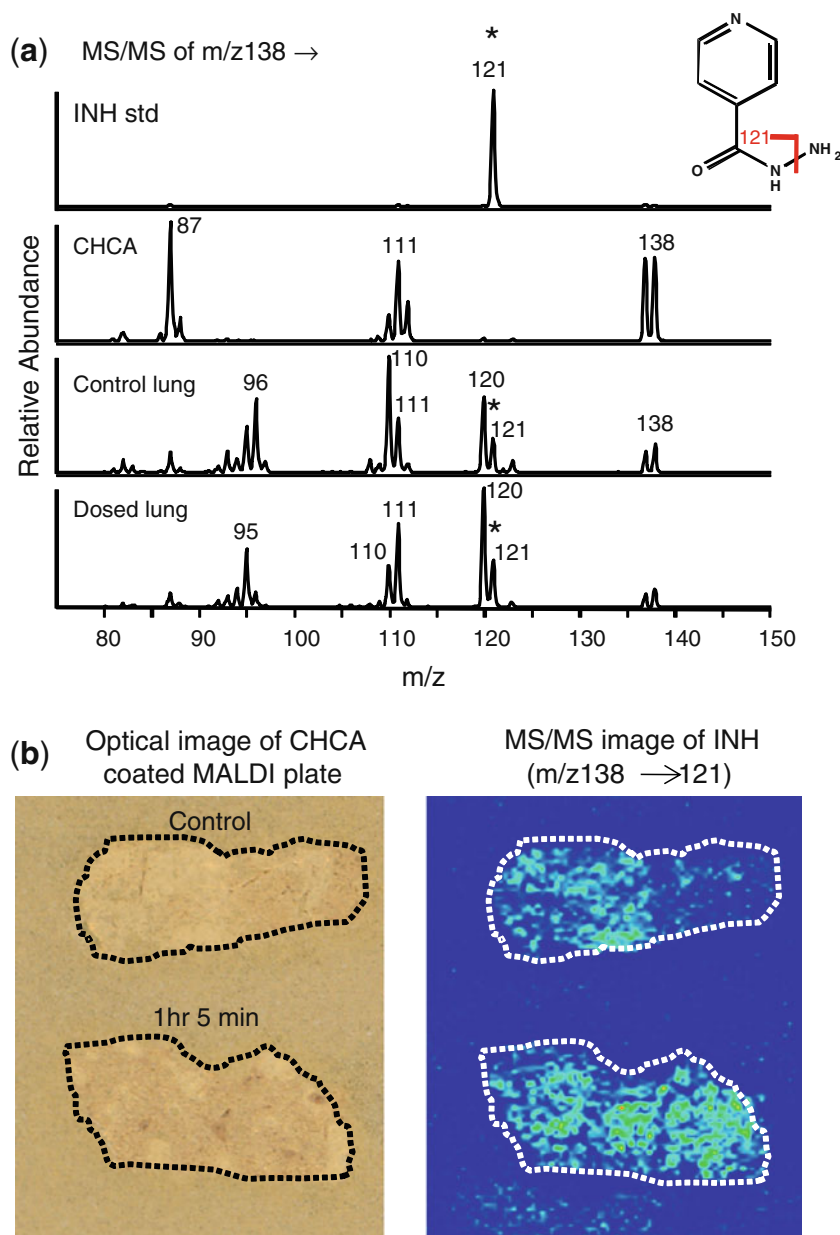 (a) MS/MS of m/z138 →
*
121
INH std
N
121
O
N
H
NH2
CHCA
87
111
138
Relative Abundance
Control lung
96
110
111
120
*
121
138
Dosed lung
95
110
111
120
*
121
80 90 100 110 120 130 140 150
m/z
(b) Optical image of CHCA
coated MALDI plate
MS/MS image of INH
(m/z138 →121)
Control
1hr 5 min